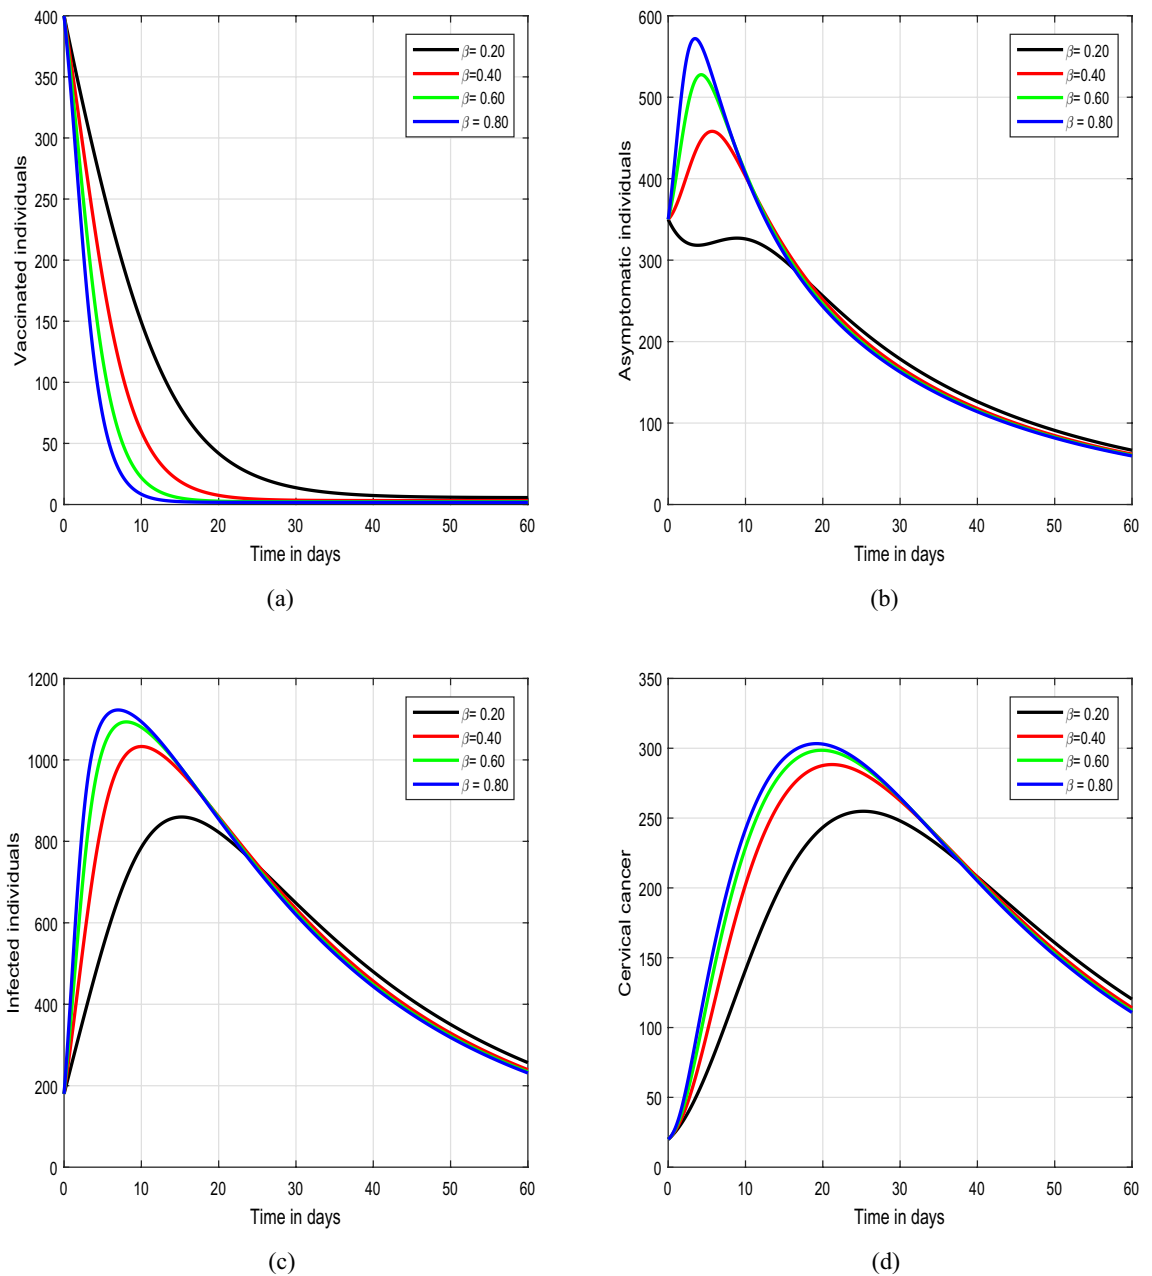 400
350
300
250
200
150
100
50
0
0 10 20 30 40 50 60
Vaccinated individuals
Time in days
β= 0.20
β=0.40
β= 0.60
β = 0.80
(a)
600
500
400
300
200
100
0
0 10 20 30 40 50 60
Asymptomatic individuals
Time in days
β= 0.20
β=0.40
β= 0.60
β = 0.80
(b)
1200
1000
800
600
400
200
0
0 10 20 30 40 50 60
Infected individuals
Time in days
β= 0.20
β=0.40
β= 0.60
β = 0.80
(c)
350
300
250
200
150
100
50
0
0 10 20 30 40 50 60
Cervical cancer
Time in days
β= 0.20
β=0.40
β= 0.60
β = 0.80
(d)